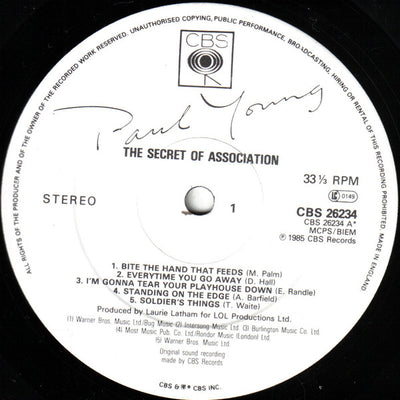 ALL RIGHTS OF THE PRODUCER AND OF THE OWNER OF THE RECORDED WORK RESERVED. UNAUTHORISED COPYING, PUBLIC PERFORMANCE, BROADCASTING, HIRING OR RENTAL OF THIS RECORD PROHIBITED. MADE IN ENGLAND.
CBS
Paul Young
THE SECRET OF ASSOCIATION
STEREO
1
33 ⅓ RPM
LC 0149
CBS 26234
CBS 26234 A*
MCPS/BIEM
℗ 1985 CBS Records
1. BITE THE HAND THAT FEEDS (M. Palm)
2. EVERYTIME YOU GO AWAY (D. Hall)
3. I'M GONNA TEAR YOUR PLAYHOUSE DOWN (E. Randle)
4. STANDING ON THE EDGE (A. Barfield)
5. SOLDIER'S THINGS (T. Waite)
Produced by Laurie Latham for LOL Productions Ltd.
(1) Warner Bros. Music Ltd/Bug Music (2) Intersong Music Ltd (3) Burlington Music Co. Ltd
(4) Most Music Pub. Co. Ltd./Rondor Music (London) Ltd
(5) Warner Bros. Music Ltd
Original sound recording
made by CBS Records
CBS & CBS INC.